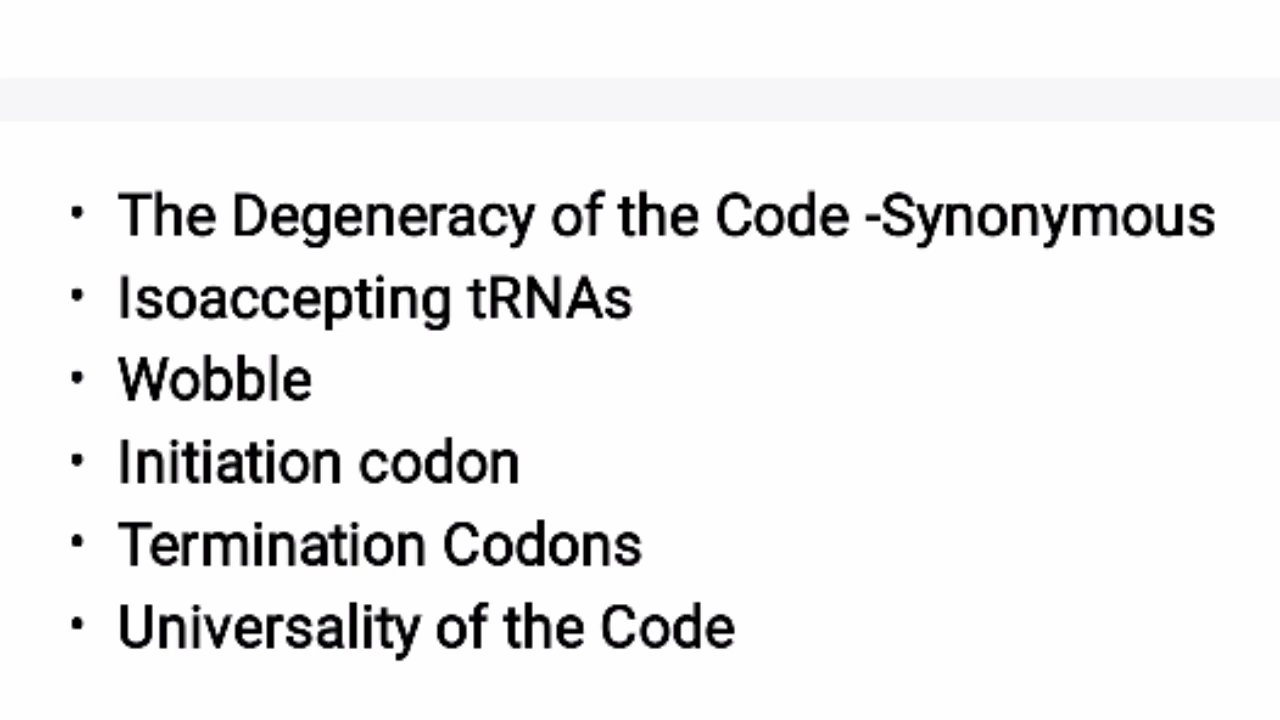 • The Degeneracy of the Code -Synonymous
• Isoaccepting tRNAs
• Wobble
• Initiation codon
• Termination Codons
• Universality of the Code